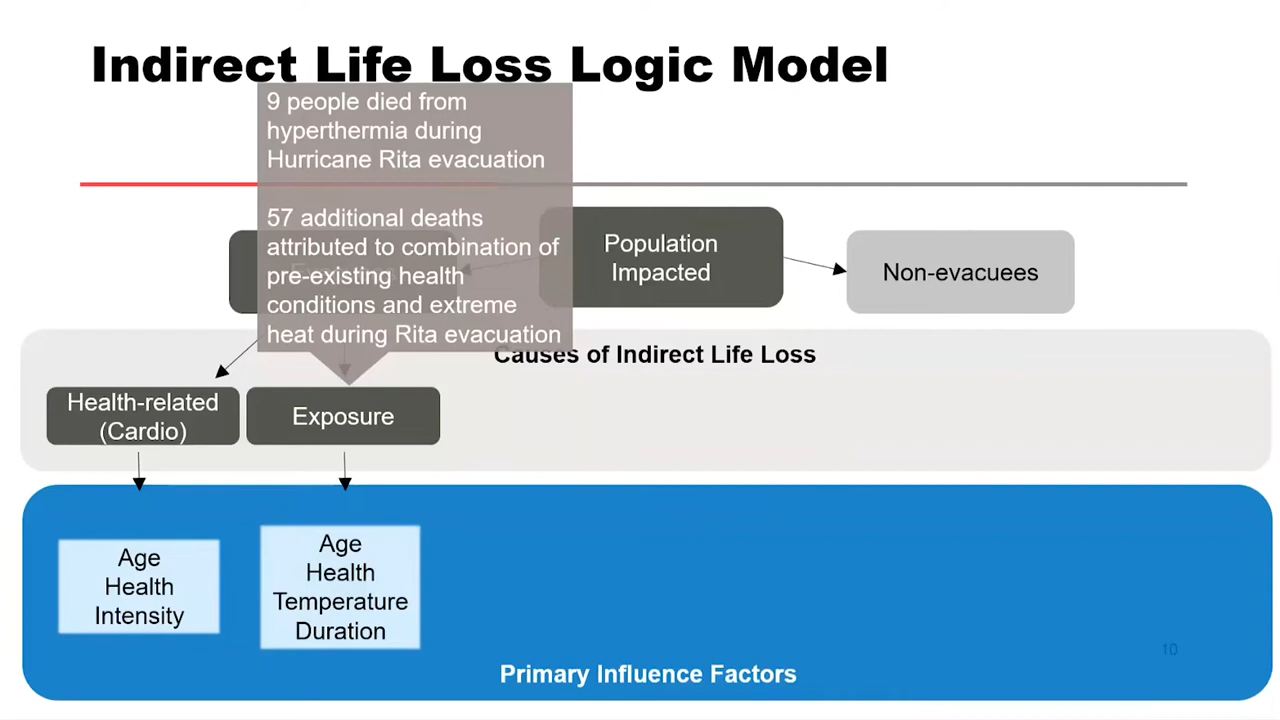 Indirect Life Loss Logic Model
9 people died from
hyperthermia during
Hurricane Rita evacuation
57 additional deaths
attributed to combination of
pre-existing health
conditions and extreme
heat during Rita evacuation
Population
Impacted
Non-evacuees
Causes of Indirect Life Loss
Health-related
(Cardio)
Exposure
Age
Health
Intensity
Age
Health
Temperature
Duration
10
Primary Influence Factors